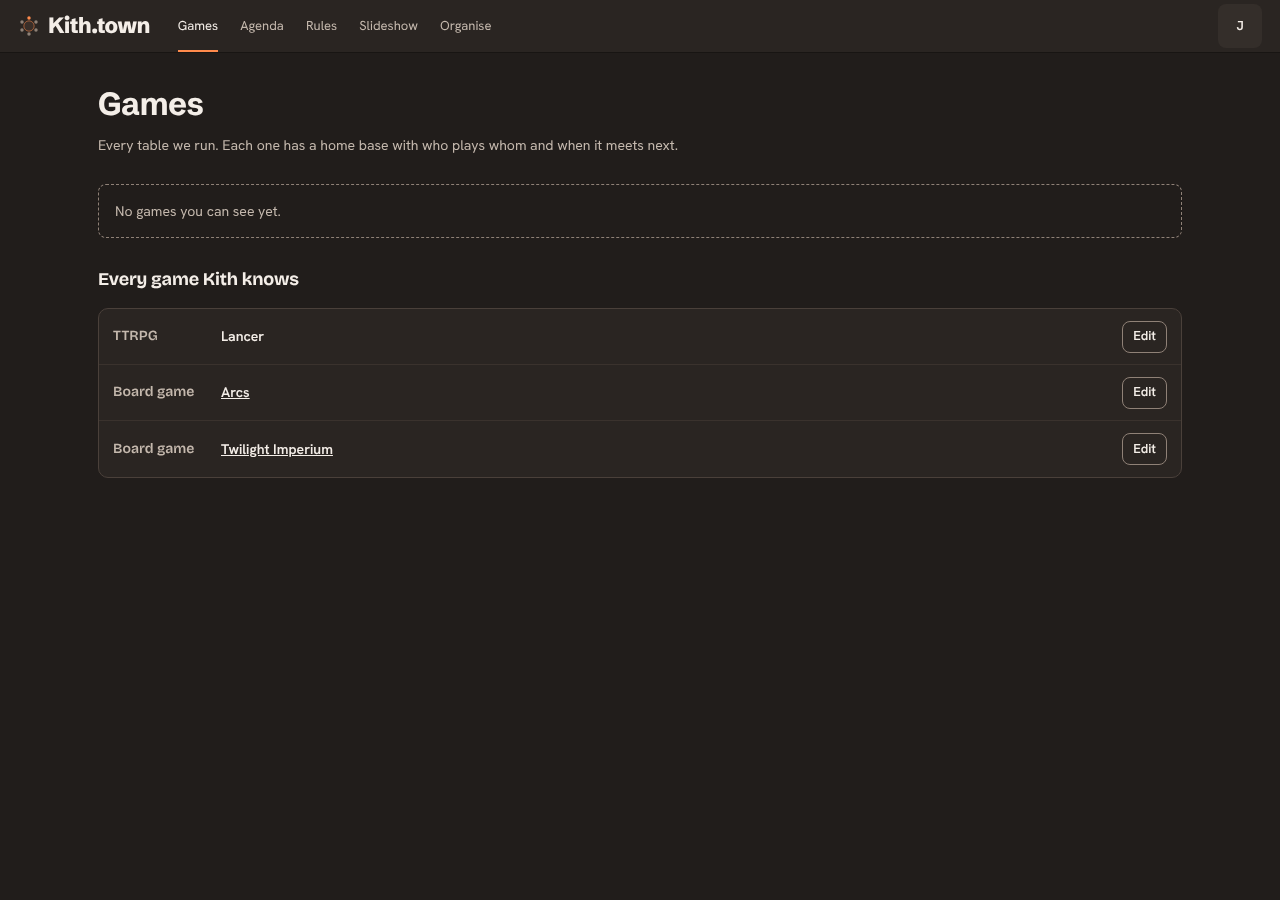 Kith.town
Games
Agenda
Rules
Slideshow
Organise
J
Games
Every table we run. Each one has a home base with who plays whom and when it meets next.
No games you can see yet.
Every game Kith knows
TTRPG
Lancer
Edit
Board game
Arcs
Edit
Board game
Twilight Imperium
Edit